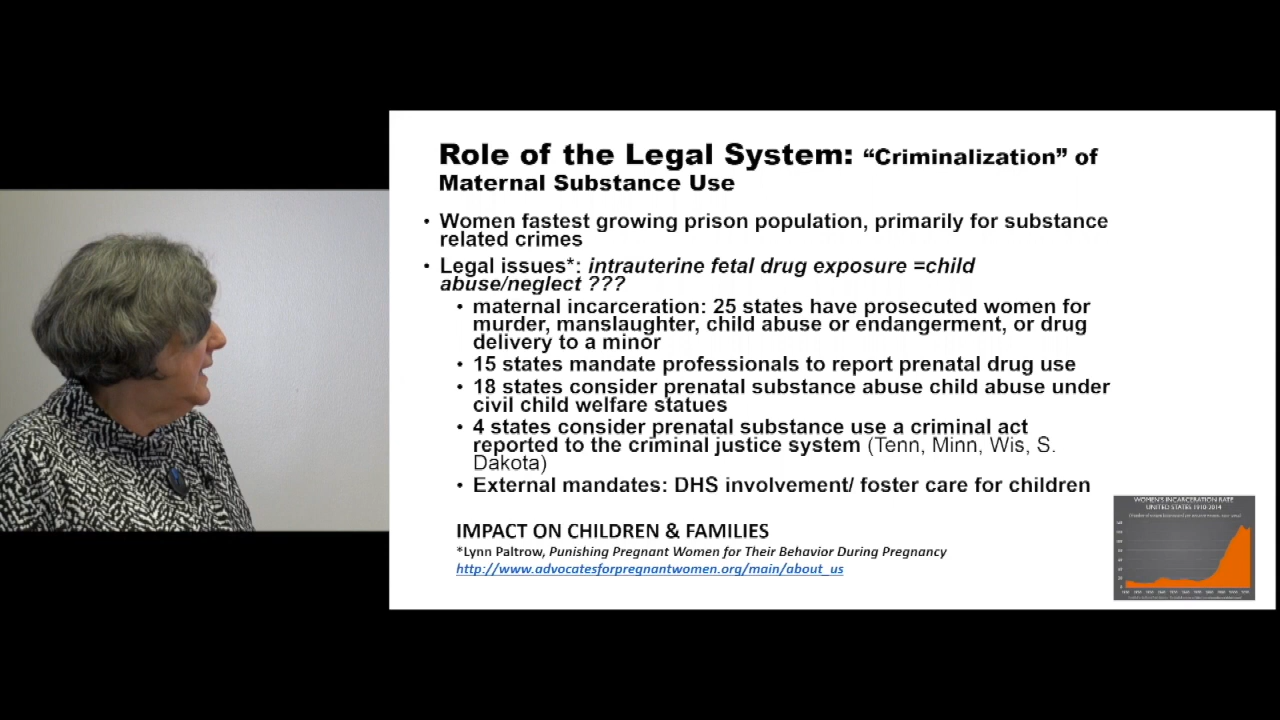 Role of the Legal System: “Criminalization” of
Maternal Substance Use
• Women fastest growing prison population, primarily for substance
related crimes
• Legal issues*: intrauterine fetal drug exposure =child
abuse/neglect ???
• maternal incarceration: 25 states have prosecuted women for
murder, manslaughter, child abuse or endangerment, or drug
delivery to a minor
• 15 states mandate professionals to report prenatal drug use
• 18 states consider prenatal substance abuse child abuse under
civil child welfare statues
• 4 states consider prenatal substance use a criminal act
reported to the criminal justice system (Tenn, Minn, Wis, S.
Dakota)
• External mandates: DHS involvement/ foster care for children
IMPACT ON CHILDREN & FAMILIES
*Lynn Paltrow, Punishing Pregnant Women for Their Behavior During Pregnancy
http://www.advocatesforpregnantwomen.org/main/about_us
WOMEN'S INCARCERATION RATE
UNITED STATES 1910-2014